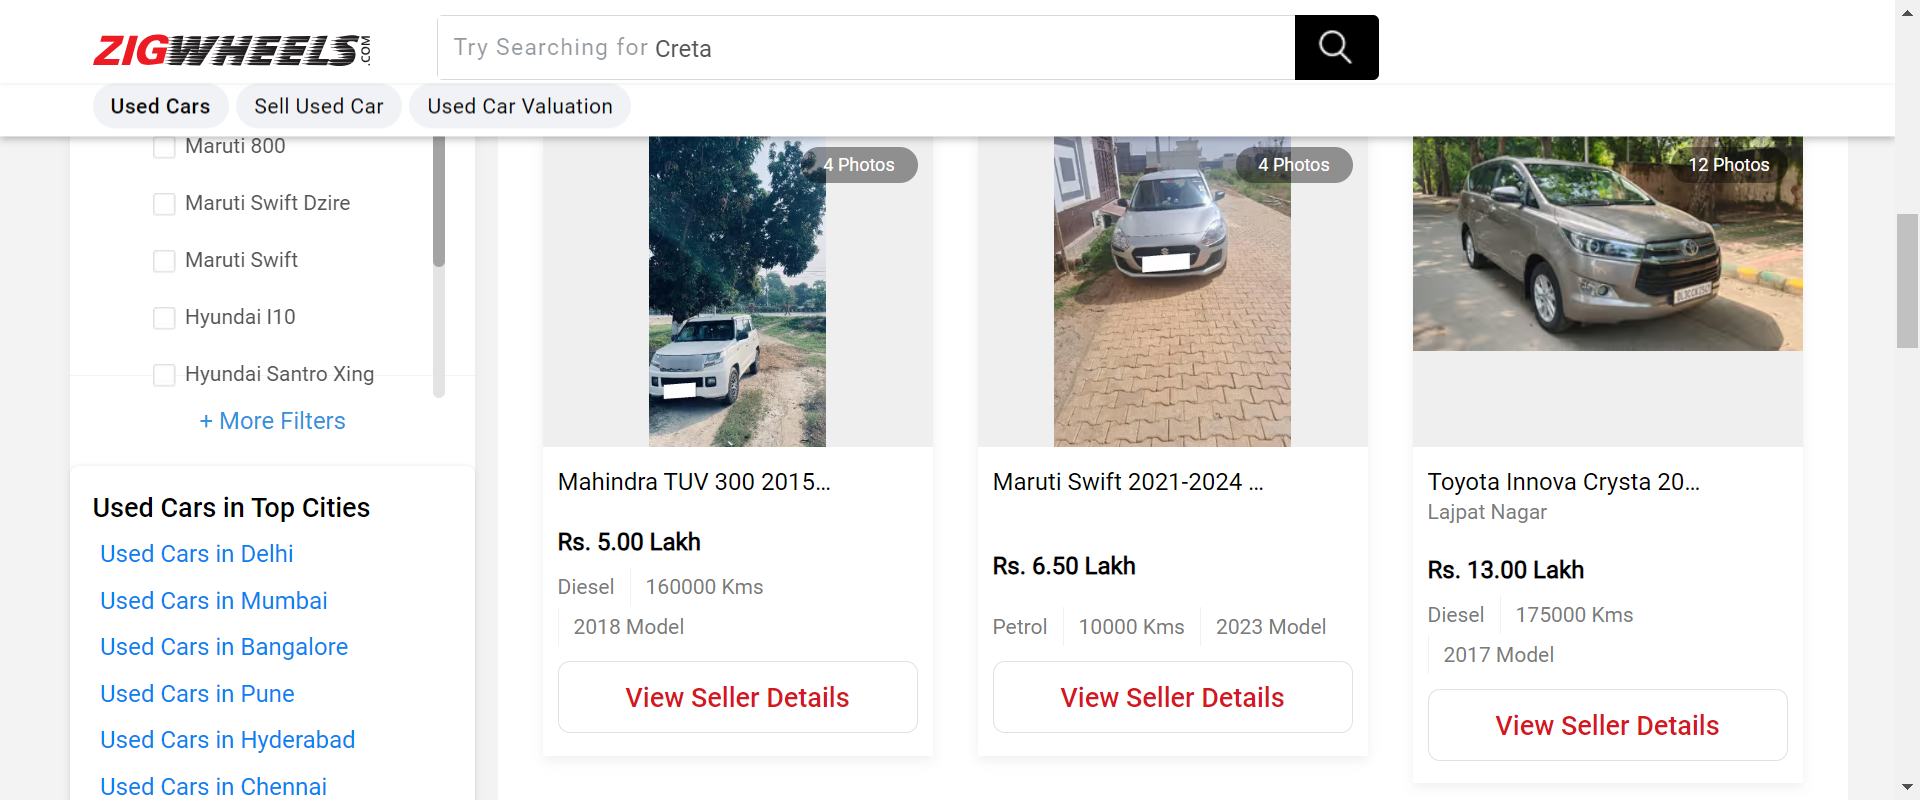 ZIGWHEELS.COM
Try Searching for Creta
Used Cars
Sell Used Car
Used Car Valuation
Maruti 800
Maruti Swift Dzire
Maruti Swift
Hyundai I10
Hyundai Santro Xing
+ More Filters
Used Cars in Top Cities
Used Cars in Delhi
Used Cars in Mumbai
Used Cars in Bangalore
Used Cars in Pune
Used Cars in Hyderabad
Used Cars in Chennai
4 Photos
Mahindra TUV 300 2015...
Rs. 5.00 Lakh
Diesel
160000 Kms
2018 Model
View Seller Details
4 Photos
Maruti Swift 2021-2024 ...
Rs. 6.50 Lakh
Petrol
10000 Kms
2023 Model
View Seller Details
12 Photos
Toyota Innova Crysta 20...
Lajpat Nagar
Rs. 13.00 Lakh
Diesel
175000 Kms
2017 Model
View Seller Details